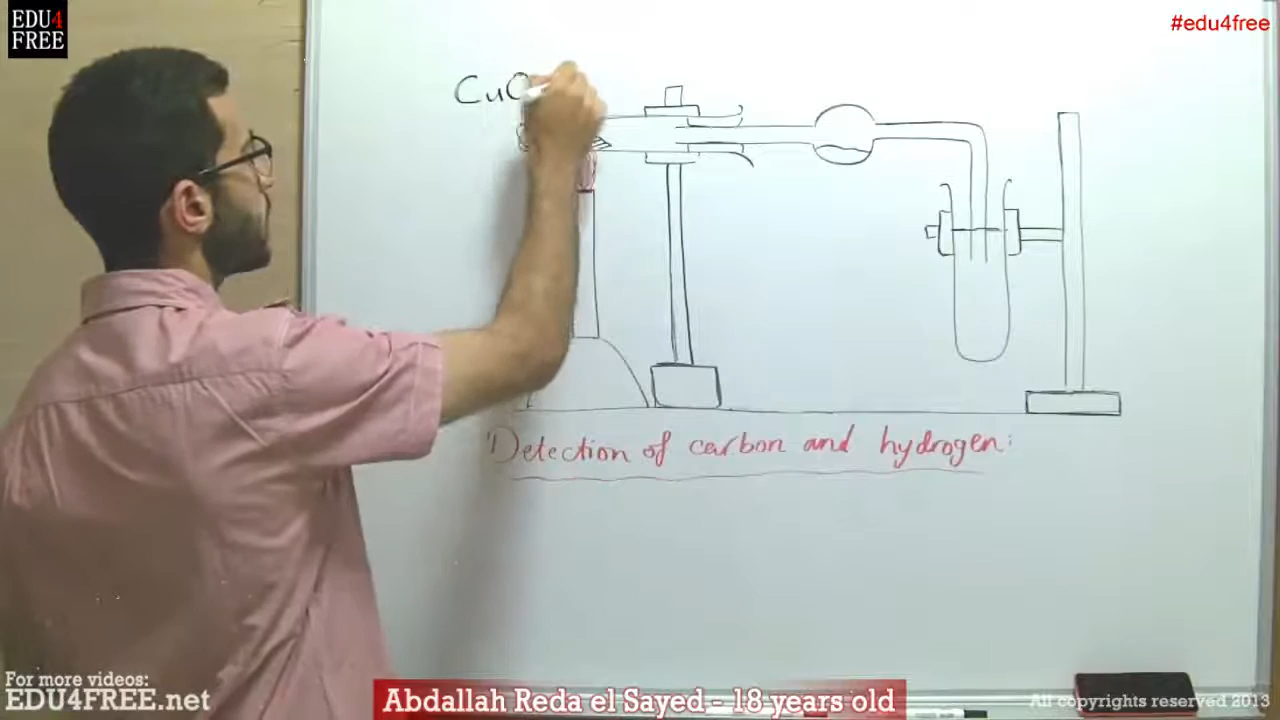 EDU4
FREE
#edu4free
CuO
Detection of carbon and hydrogen:
For more videos:
EDU4FREE.net
Abdallah Reda el Sayed - 18 years old
All copyrights reserved 2013